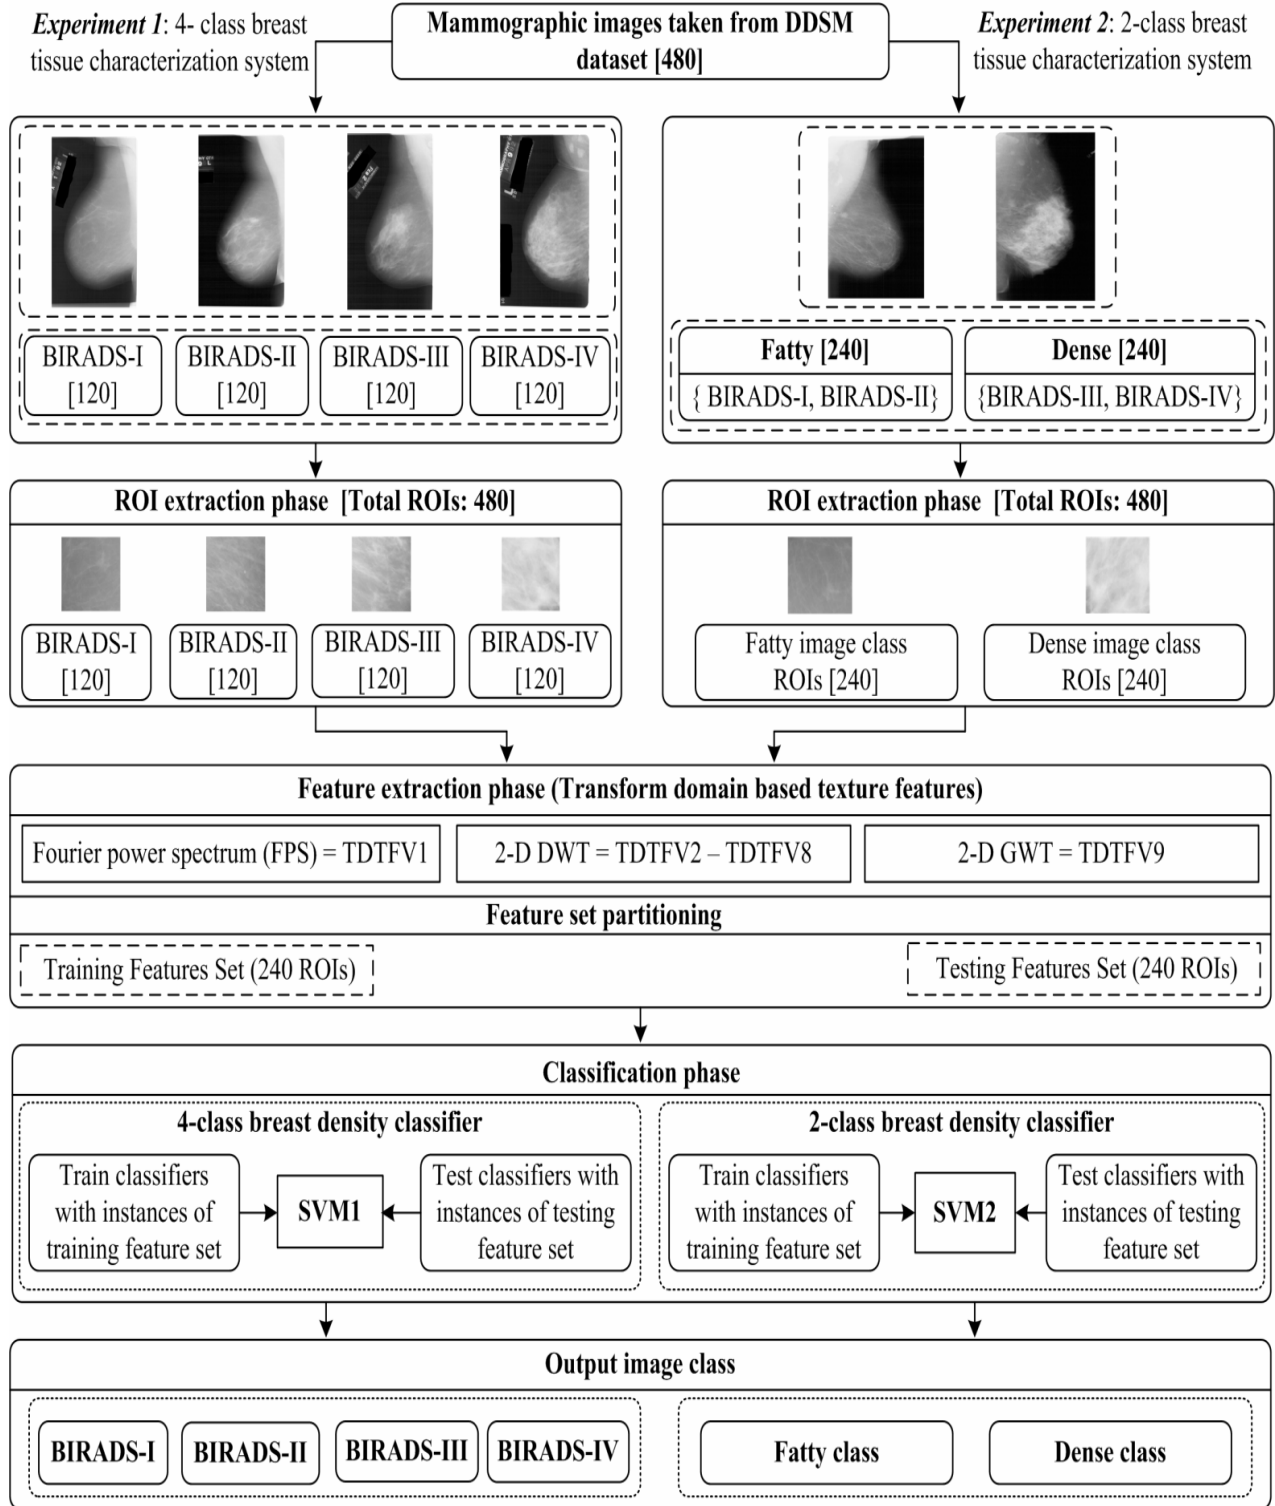 Experiment 1: 4- class breast
tissue characterization system
Mammographic images taken from DDSM
dataset [480]
Experiment 2: 2-class breast
tissue characterization system
BIRADS-I
[120]
BIRADS-II
[120]
BIRADS-III
[120]
BIRADS-IV
[120]
Fatty [240]
{ BIRADS-I, BIRADS-II}
Dense [240]
{BIRADS-III, BIRADS-IV}
ROI extraction phase [Total ROIs: 480]
BIRADS-I
[120]
BIRADS-II
[120]
BIRADS-III
[120]
BIRADS-IV
[120]
ROI extraction phase [Total ROIs: 480]
Fatty image class
ROIs [240]
Dense image class
ROIs [240]
Feature extraction phase (Transform domain based texture features)
Fourier power spectrum (FPS) = TDTFV1
2-D DWT = TDTFV2 – TDTFV8
2-D GWT = TDTFV9
Feature set partitioning
Training Features Set (240 ROIs)
Testing Features Set (240 ROIs)
Classification phase
4-class breast density classifier
Train classifiers
with instances of
training feature set
SVM1
Test classifiers with
instances of testing
feature set
2-class breast density classifier
Train classifiers
with instances of
training feature set
SVM2
Test classifiers with
instances of testing
feature set
Output image class
BIRADS-I
BIRADS-II
BIRADS-III
BIRADS-IV
Fatty class
Dense class